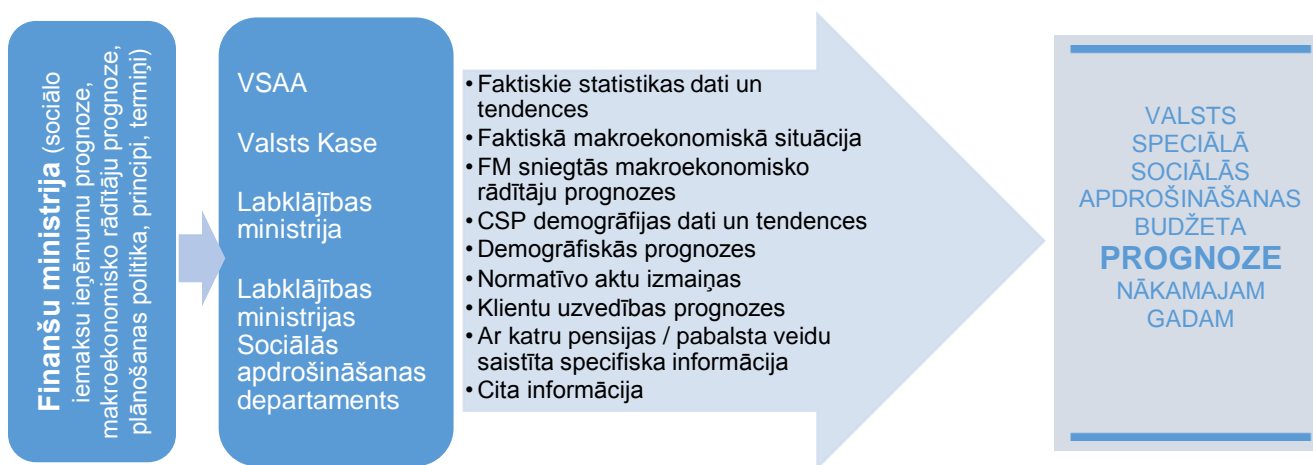 Finanšu ministrija (sociālo
iemaksu ieņēmumu prognoze,
makroekonomisko rādītāju prognoze,
plānošanas politika, principi, termiņi)
VSAA
Valsts Kase
Labklājības
ministrija
Labklājības
ministrijas
Sociālās
apdrošināšanas
departaments
• Faktiskie statistikas dati un
tendences
• Faktiskā makroekonomiskā situācija
• FM sniegtās makroekonomisko
rādītāju prognozes
• CSP demogrāfijas dati un tendences
• Demogrāfiskās prognozes
• Normatīvo aktu izmaiņas
• Klientu uzvedības prognozes
• Ar katru pensijas / pabalsta veidu
saistīta specifiska informācija
• Cita informācija
VALSTS
SPECIĀLĀ
SOCIĀLĀS
APDROŠINĀŠANAS
BUDŽETA
PROGNOZE
NĀKAMAJAM
GADAM